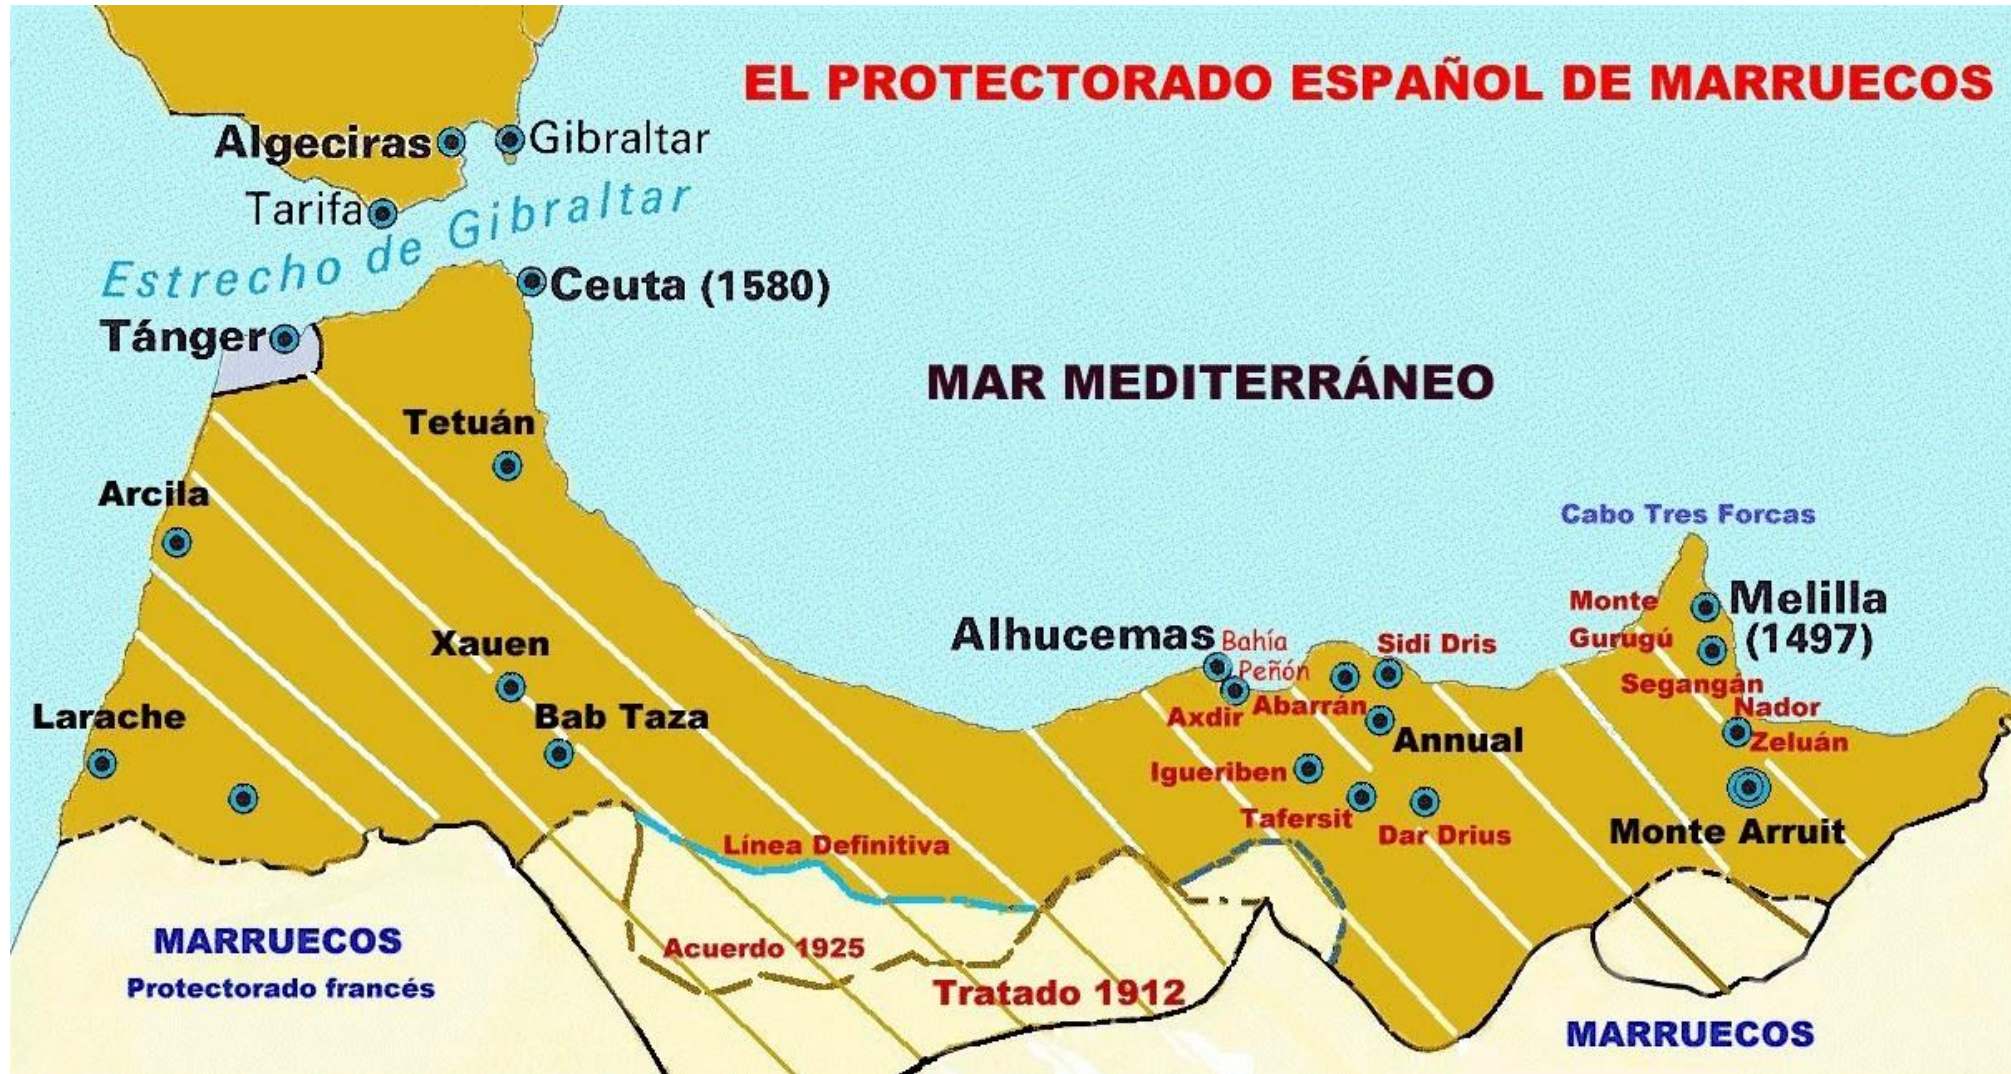 EL PROTECTORADO ESPAÑOL DE MARRUECOS
Algeciras
Gibraltar
Tarifa
Estrecho de Gibraltar
Ceuta (1580)
Tánger
MAR MEDITERRÁNEO
Tetuán
Arcila
Cabo Tres Forcas
Monte
Gurugú
Melilla
(1497)
Alhucemas
Bahía
Peñón
Sidi Dris
Xauen
Segangán
Nador
Axdir
Abarrán
Larache
Bab Taza
Annual
Zeluán
Igueriben
Tafersit
Dar Drius
Monte Arruit
Línea Definitiva
MARRUECOS
Protectorado francés
Acuerdo 1925
Tratado 1912
MARRUECOS